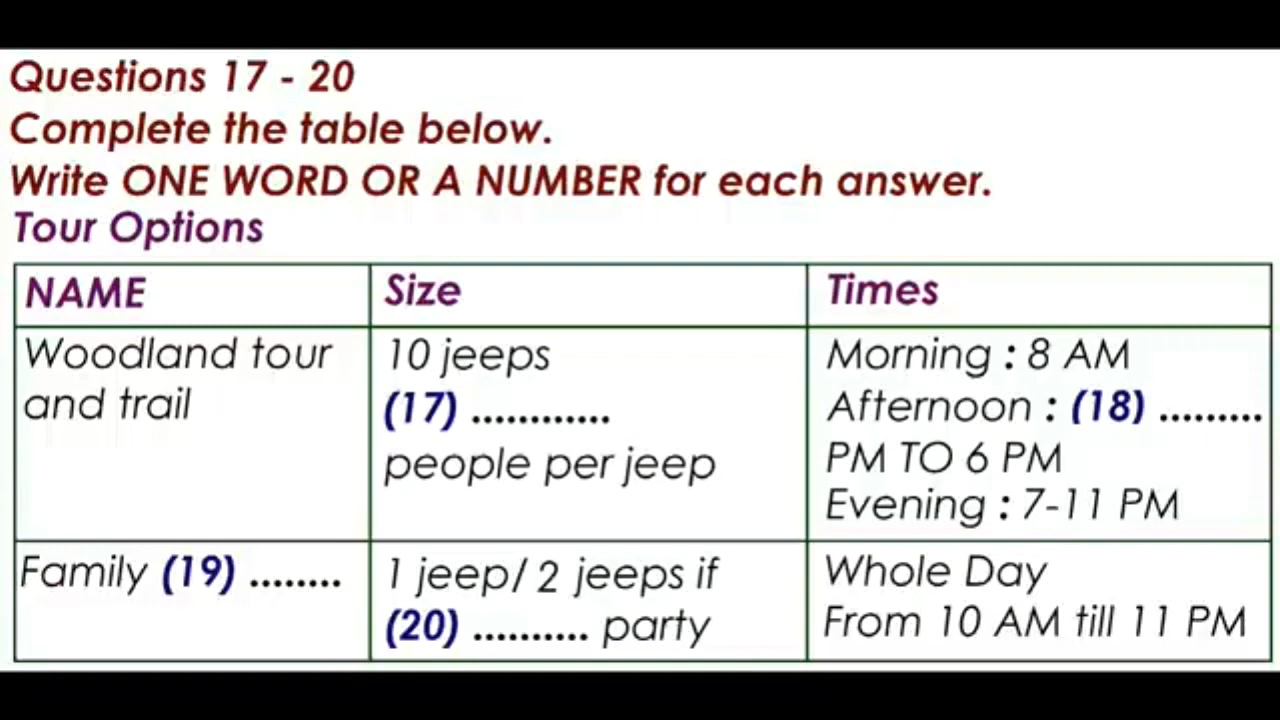 Questions 17 - 20
Complete the table below.
Write ONE WORD OR A NUMBER for each answer.
Tour Options
NAME
Size
Times
Woodland tour
and trail
10 jeeps
(17) ............
people per jeep
Morning : 8 AM
Afternoon : (18) .........
PM TO 6 PM
Evening : 7-11 PM
Family (19) ........
1 jeep/ 2 jeeps if
(20) .......... party
Whole Day
From 10 AM till 11 PM